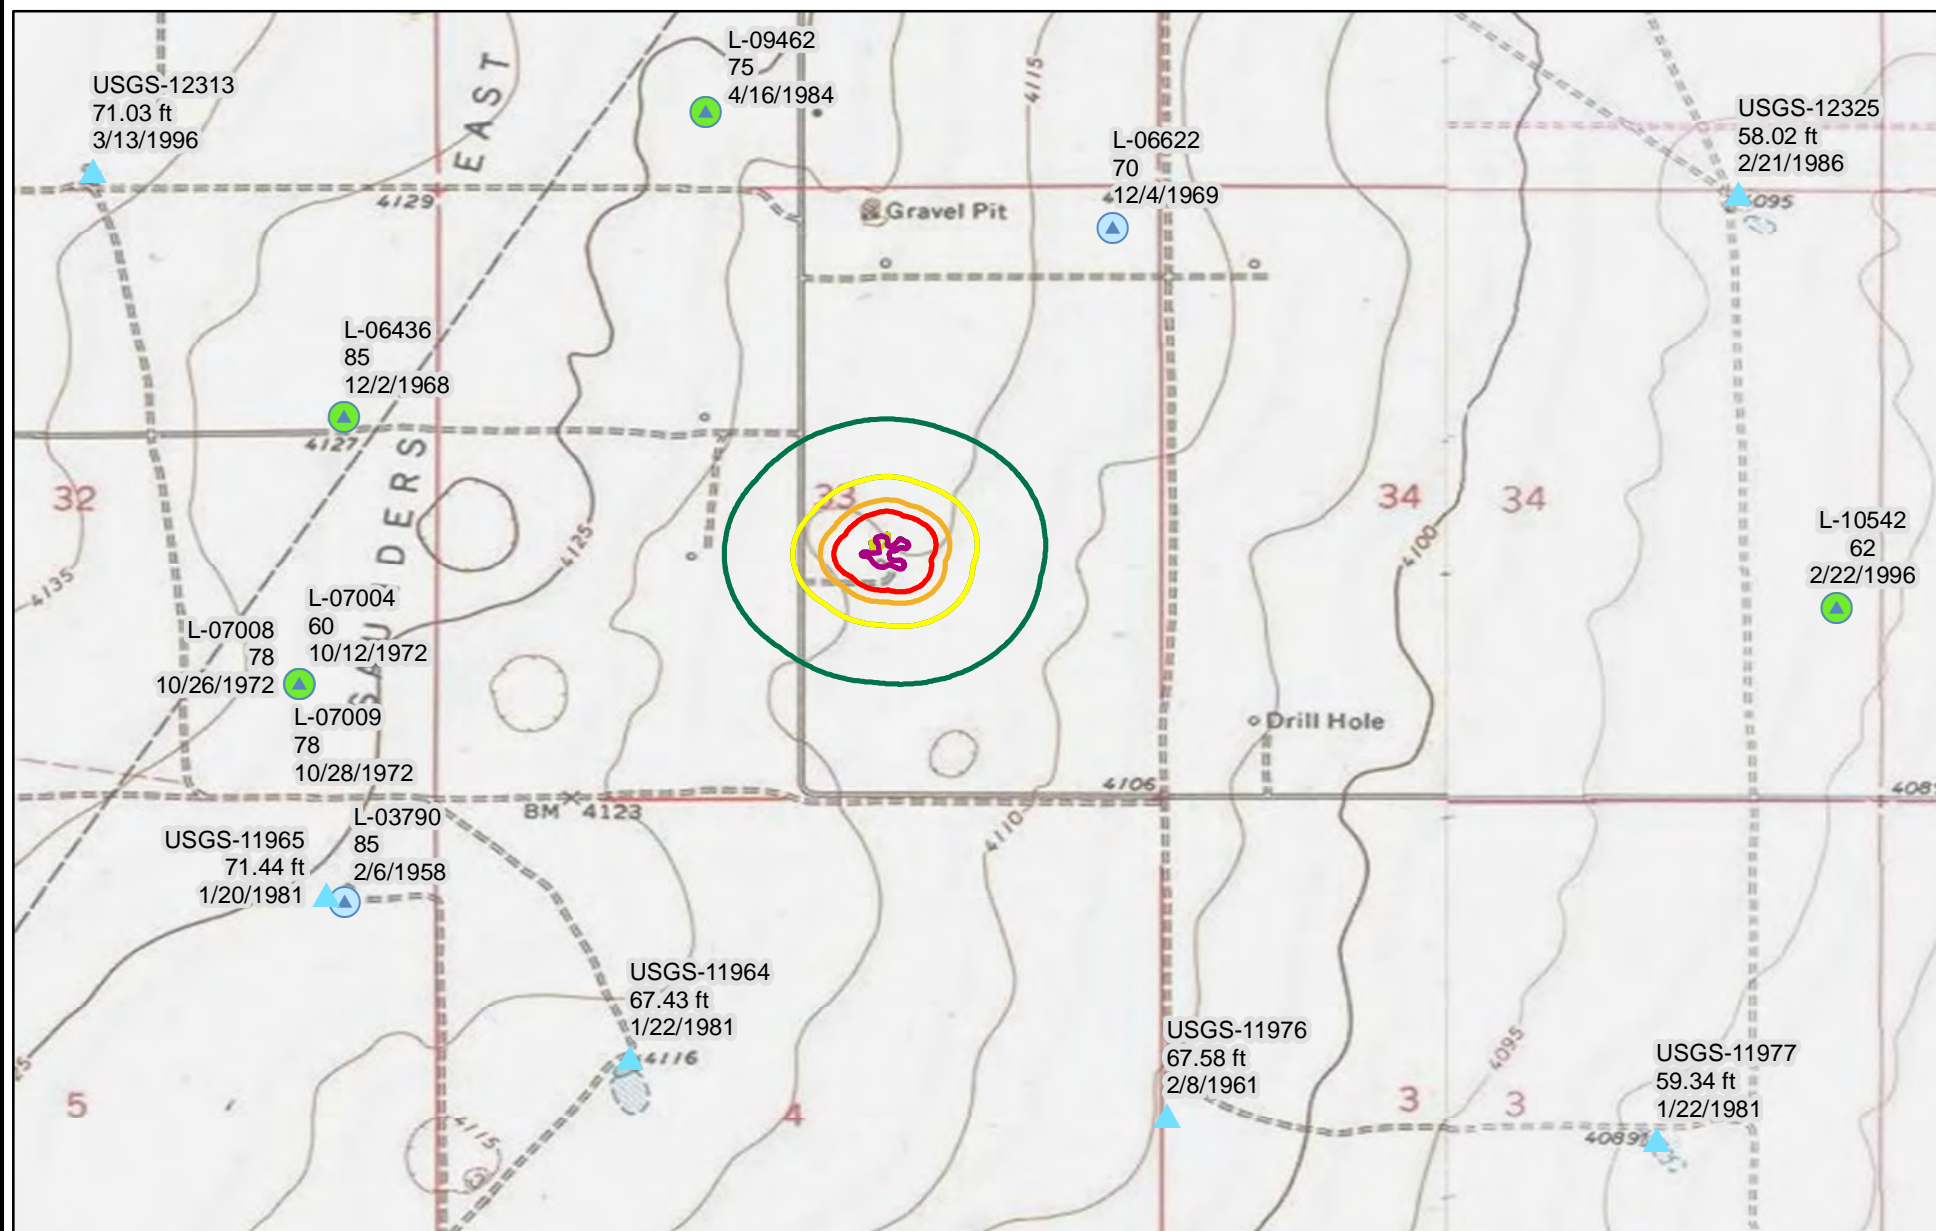 L-09462
75
4/16/1984
USGS-12313
71.03 ft
3/13/1996
EAST
4115
USGS-12325
58.02 ft
2/21/1986
L-06622
70
12/4/1969
4129
Gravel Pit
4095
L-06436
85
12/2/1968
4127
32
33
34
34
SAUNDERS
4125
4100
L-10542
62
2/22/1996
4135
L-07004
60
10/12/1972
L-07008
78
10/26/1972
L-07009
78
10/28/1972
Drill Hole
4106
BM 4123
L-03790
85
2/6/1958
USGS-11965
71.44 ft
1/20/1981
4110
USGS-11964
67.43 ft
1/22/1981
4116
USGS-11976
67.58 ft
2/8/1961
4095
USGS-11977
59.34 ft
1/22/1981
5
4
3
3
4115
4089